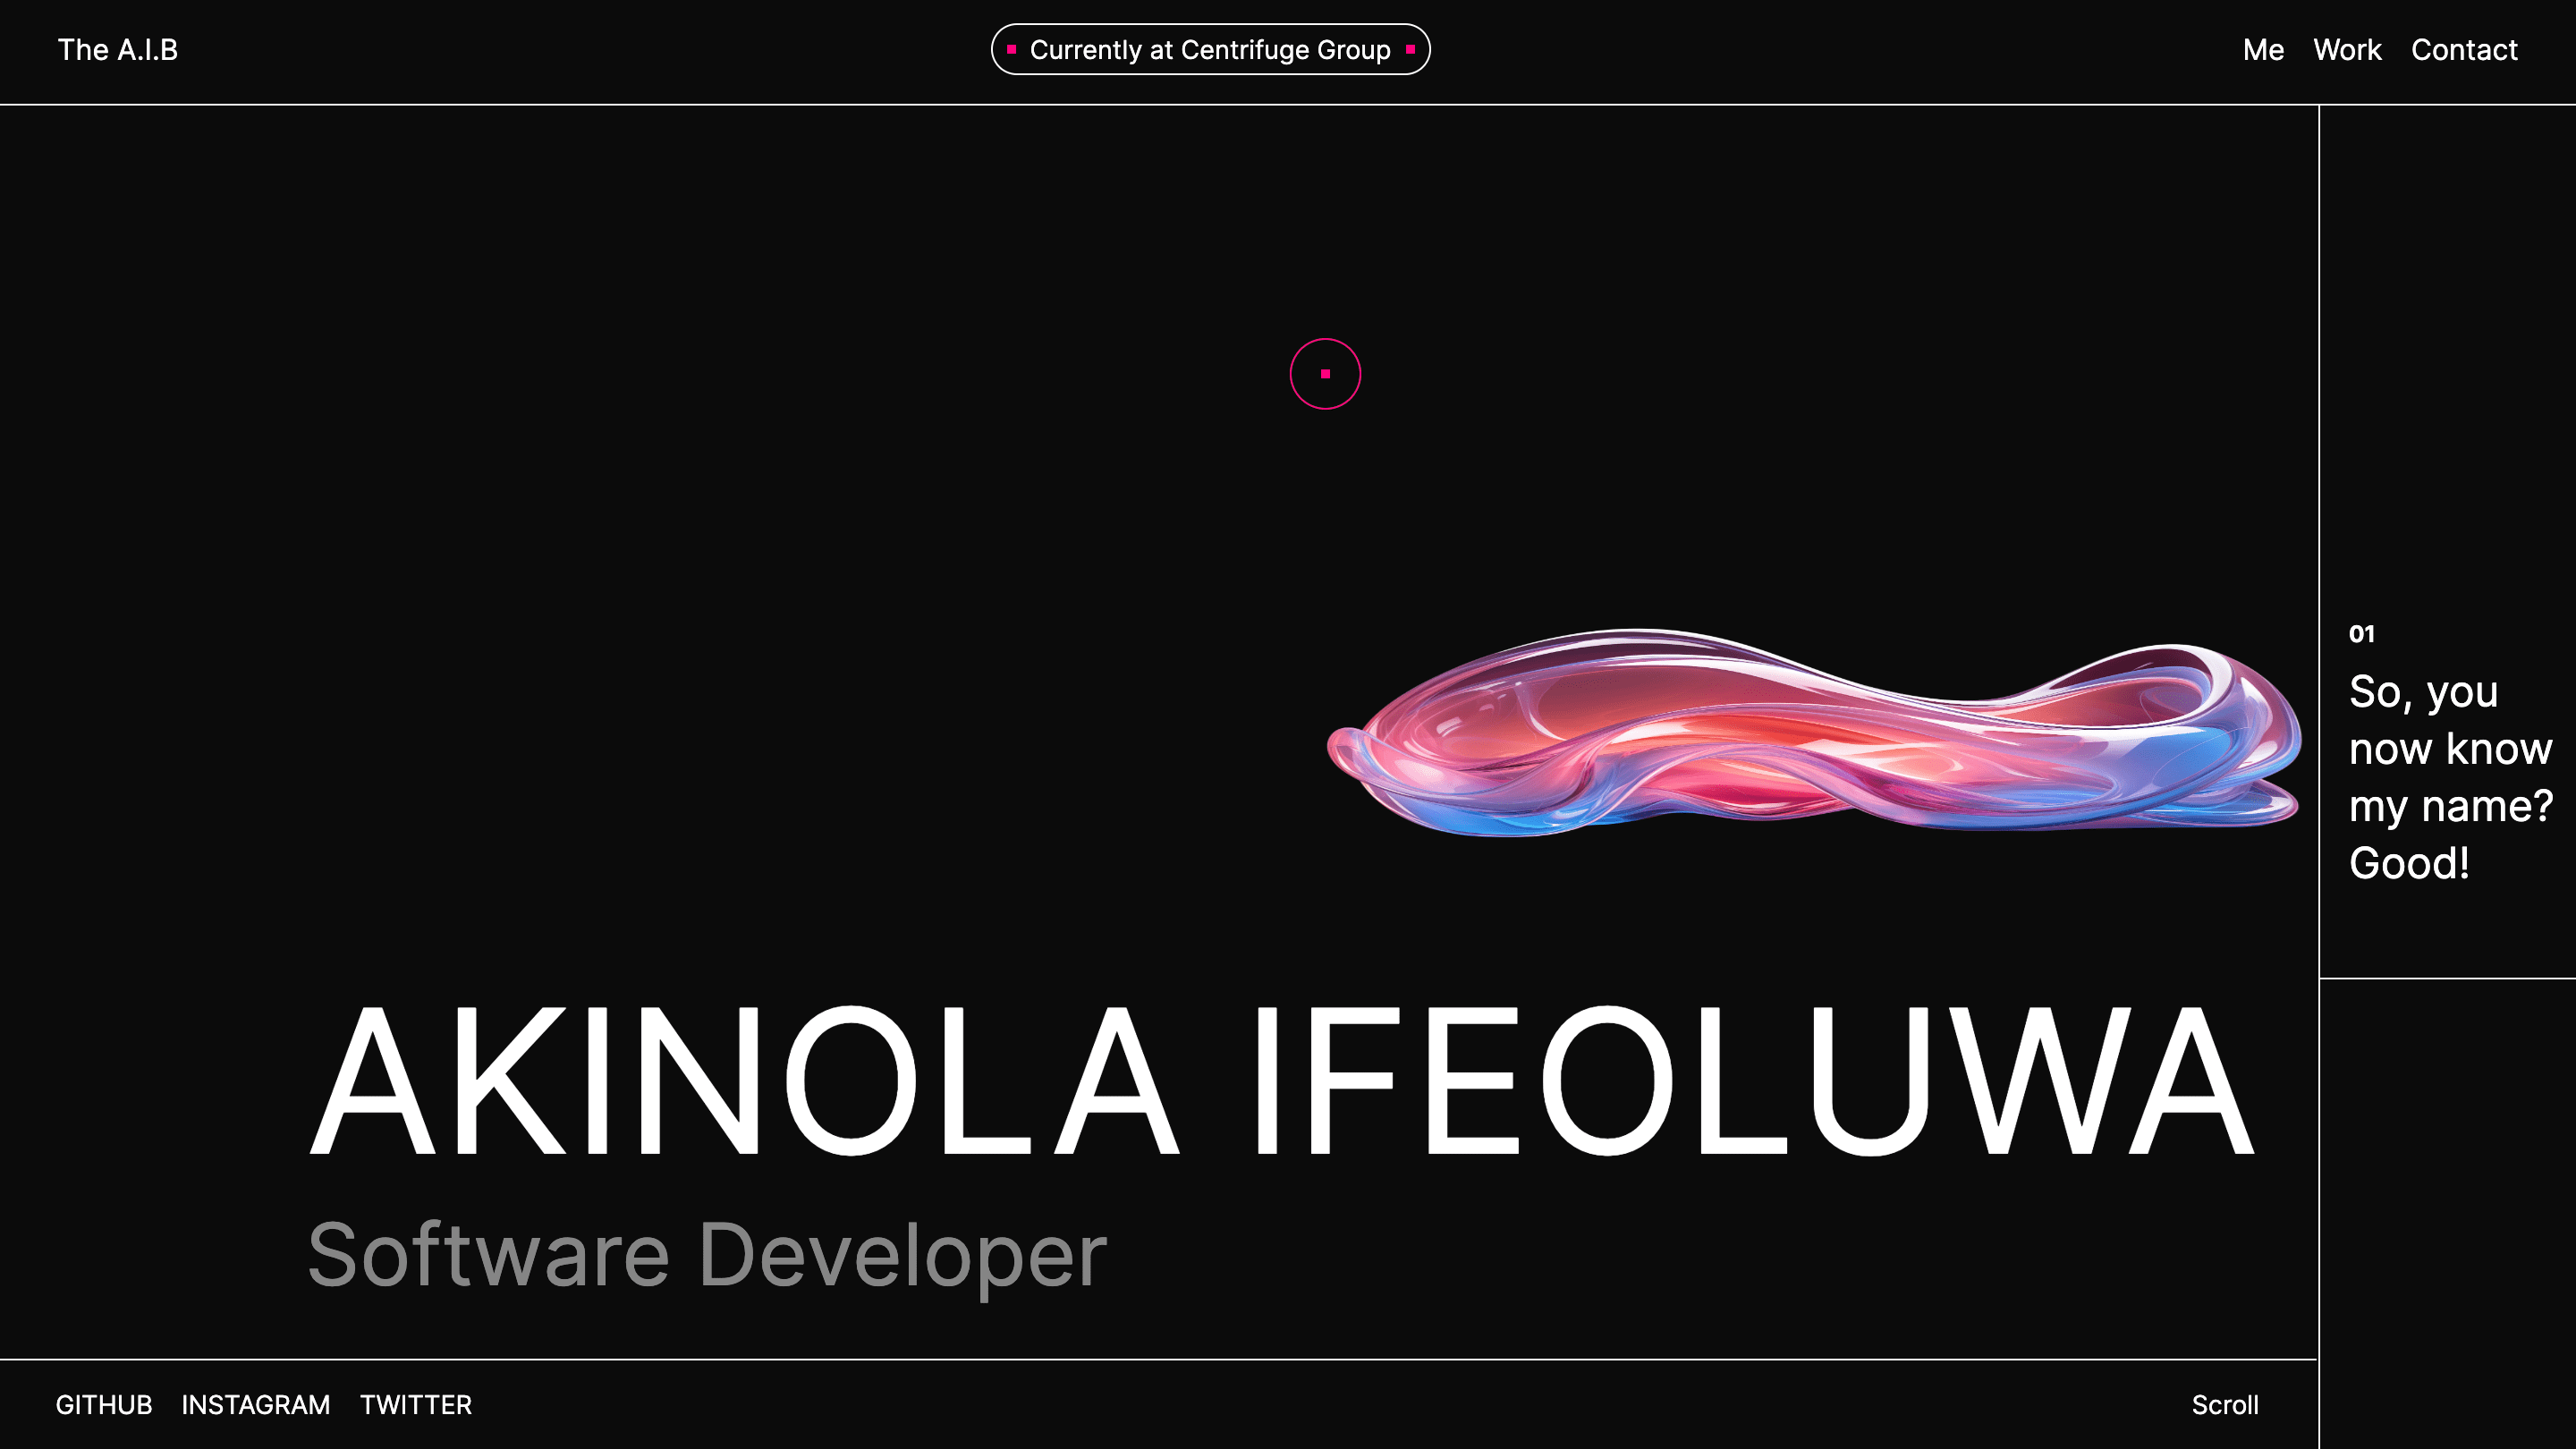 The A.I.B
Currently at Centrifuge Group
Me Work Contact
01
So, you
now know
my name?
Good!
AKINOLA IFEOLUWA
Software Developer
GITHUB INSTAGRAM TWITTER
Scroll